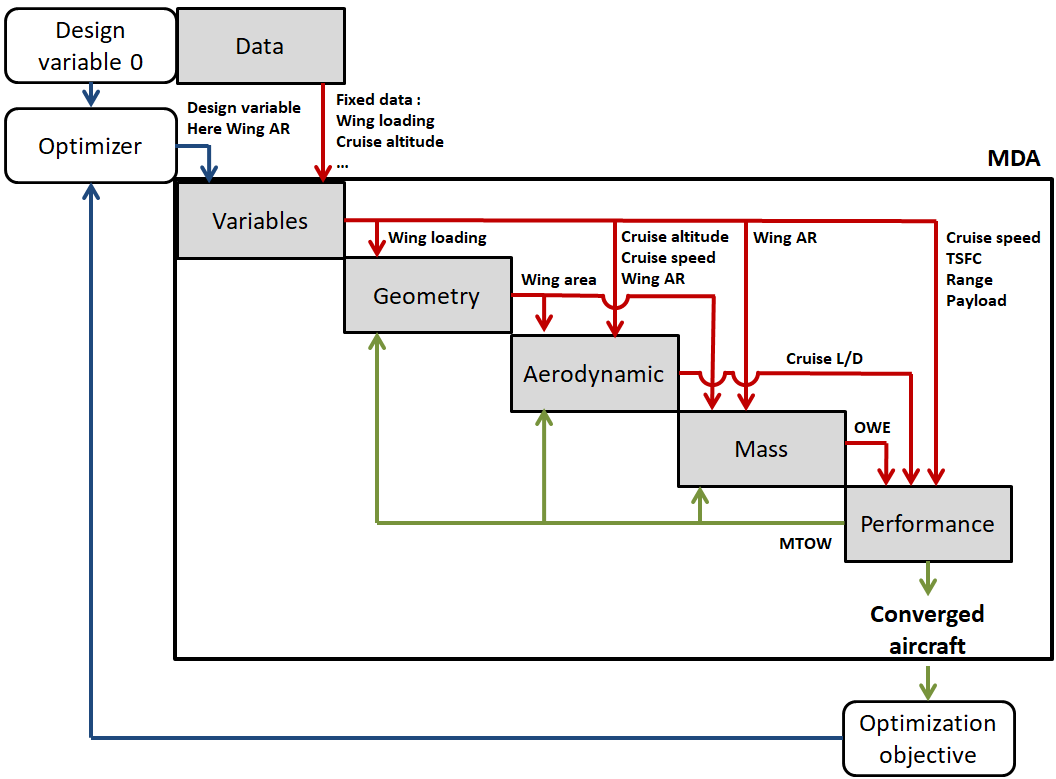 Design
variable 0
Data
Optimizer
Design variable
Here Wing AR
Fixed data :
Wing loading
Cruise altitude
...
MDA
Variables
Wing loading
Cruise altitude
Cruise speed
Wing AR
Wing AR
Cruise speed
TSFC
Range
Payload
Geometry
Wing area
Aerodynamic
Cruise L/D
Mass
OWE
Performance
MTOW
Converged
aircraft
Optimization
objective